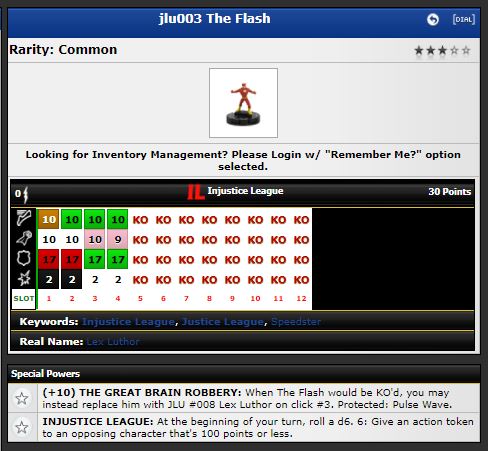 jlu003 The Flash
[DIAL]
Rarity: Common
Looking for Inventory Management? Please Login w/ "Remember Me?" option
selected.
0 IL Injustice League 30 Points
10 10 10 10 KO KO KO KO KO KO KO KO
10 10 10 9 KO KO KO KO KO KO KO KO
17 17 17 17 KO KO KO KO KO KO KO KO
2 2 2 2 KO KO KO KO KO KO KO KO
SLOT 1 2 3 4 5 6 7 8 9 10 11 12
Keywords: Injustice League, Justice League, Speedster
Real Name: Lex Luthor
Special Powers
(+10) THE GREAT BRAIN ROBBERY: When The Flash would be KO'd, you may
instead replace him with JLU #008 Lex Luthor on click #3. Protected: Pulse Wave.
INJUSTICE LEAGUE: At the beginning of your turn, roll a d6. 6: Give an action token
to an opposing character that's 100 points or less.